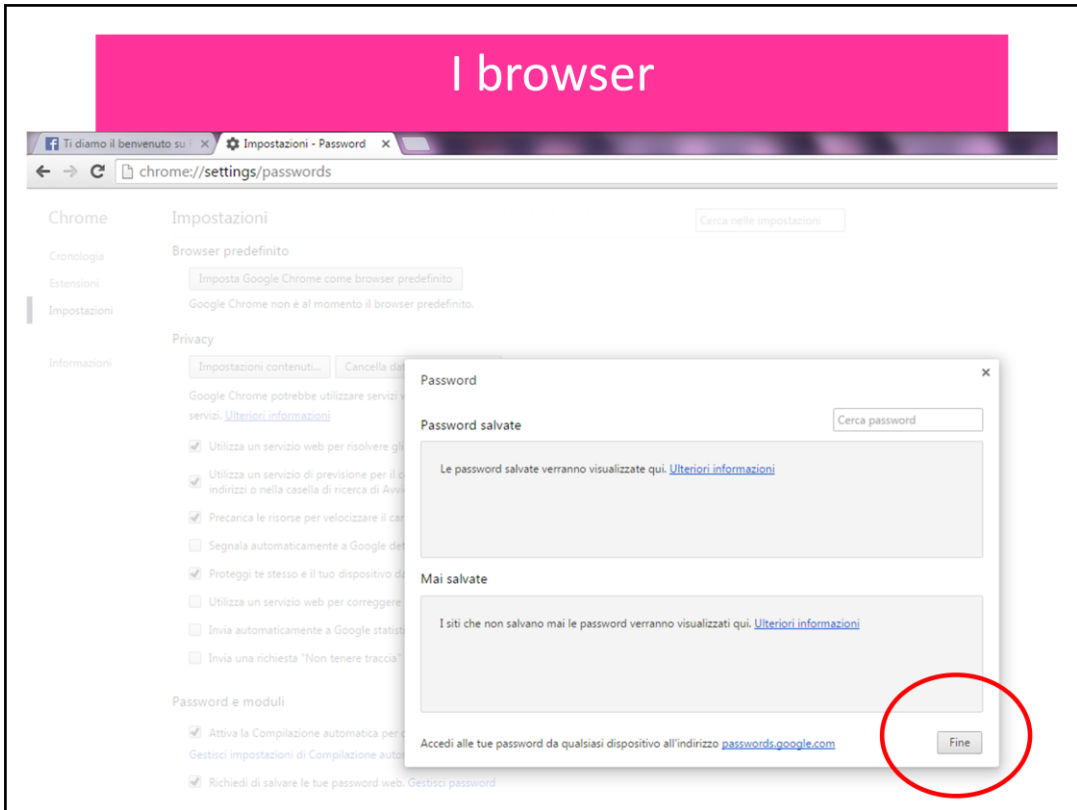 I browser
Ti diamo il benvenuto su
Impostazioni - Password
chrome://settings/passwords
Chrome
Impostazioni
Cerca nelle impostazioni
Cronologia
Estensioni
Impostazioni
Informazioni
Browser predefinito
Imposta Google Chrome come browser predefinito
Google Chrome non è al momento il browser predefinito.
Privacy
Impostazioni contenuti...
Cancella dat
Google Chrome potrebbe utilizzare servizi
servizi. Ulteriori informazioni
Utilizza un servizio web per risolvere gli
Utilizza un servizio di previsione per il
indirizzi o nella casella di ricerca di Avvi
Precarica le risorse per velocizzare il car
Segnala automaticamente a Google det
Proteggi te stesso e il tuo dispositivo da
Utilizza un servizio web per correggere
Invia automaticamente a Google statist
Invia una richiesta "Non tenere traccia"
Password e moduli
Attiva la Compilazione automatica per
Gestisci impostazioni di Compilazione auto
Richiedi di salvare le tue password web. Gestisci password
Password
Password salvate
Cerca password
Le password salvate verranno visualizzate qui. Ulteriori informazioni
Mai salvate
I siti che non salvano mai le password verranno visualizzati qui. Ulteriori informazioni
Accedi alle tue password da qualsiasi dispositivo all'indirizzo passwords.google.com
Fine